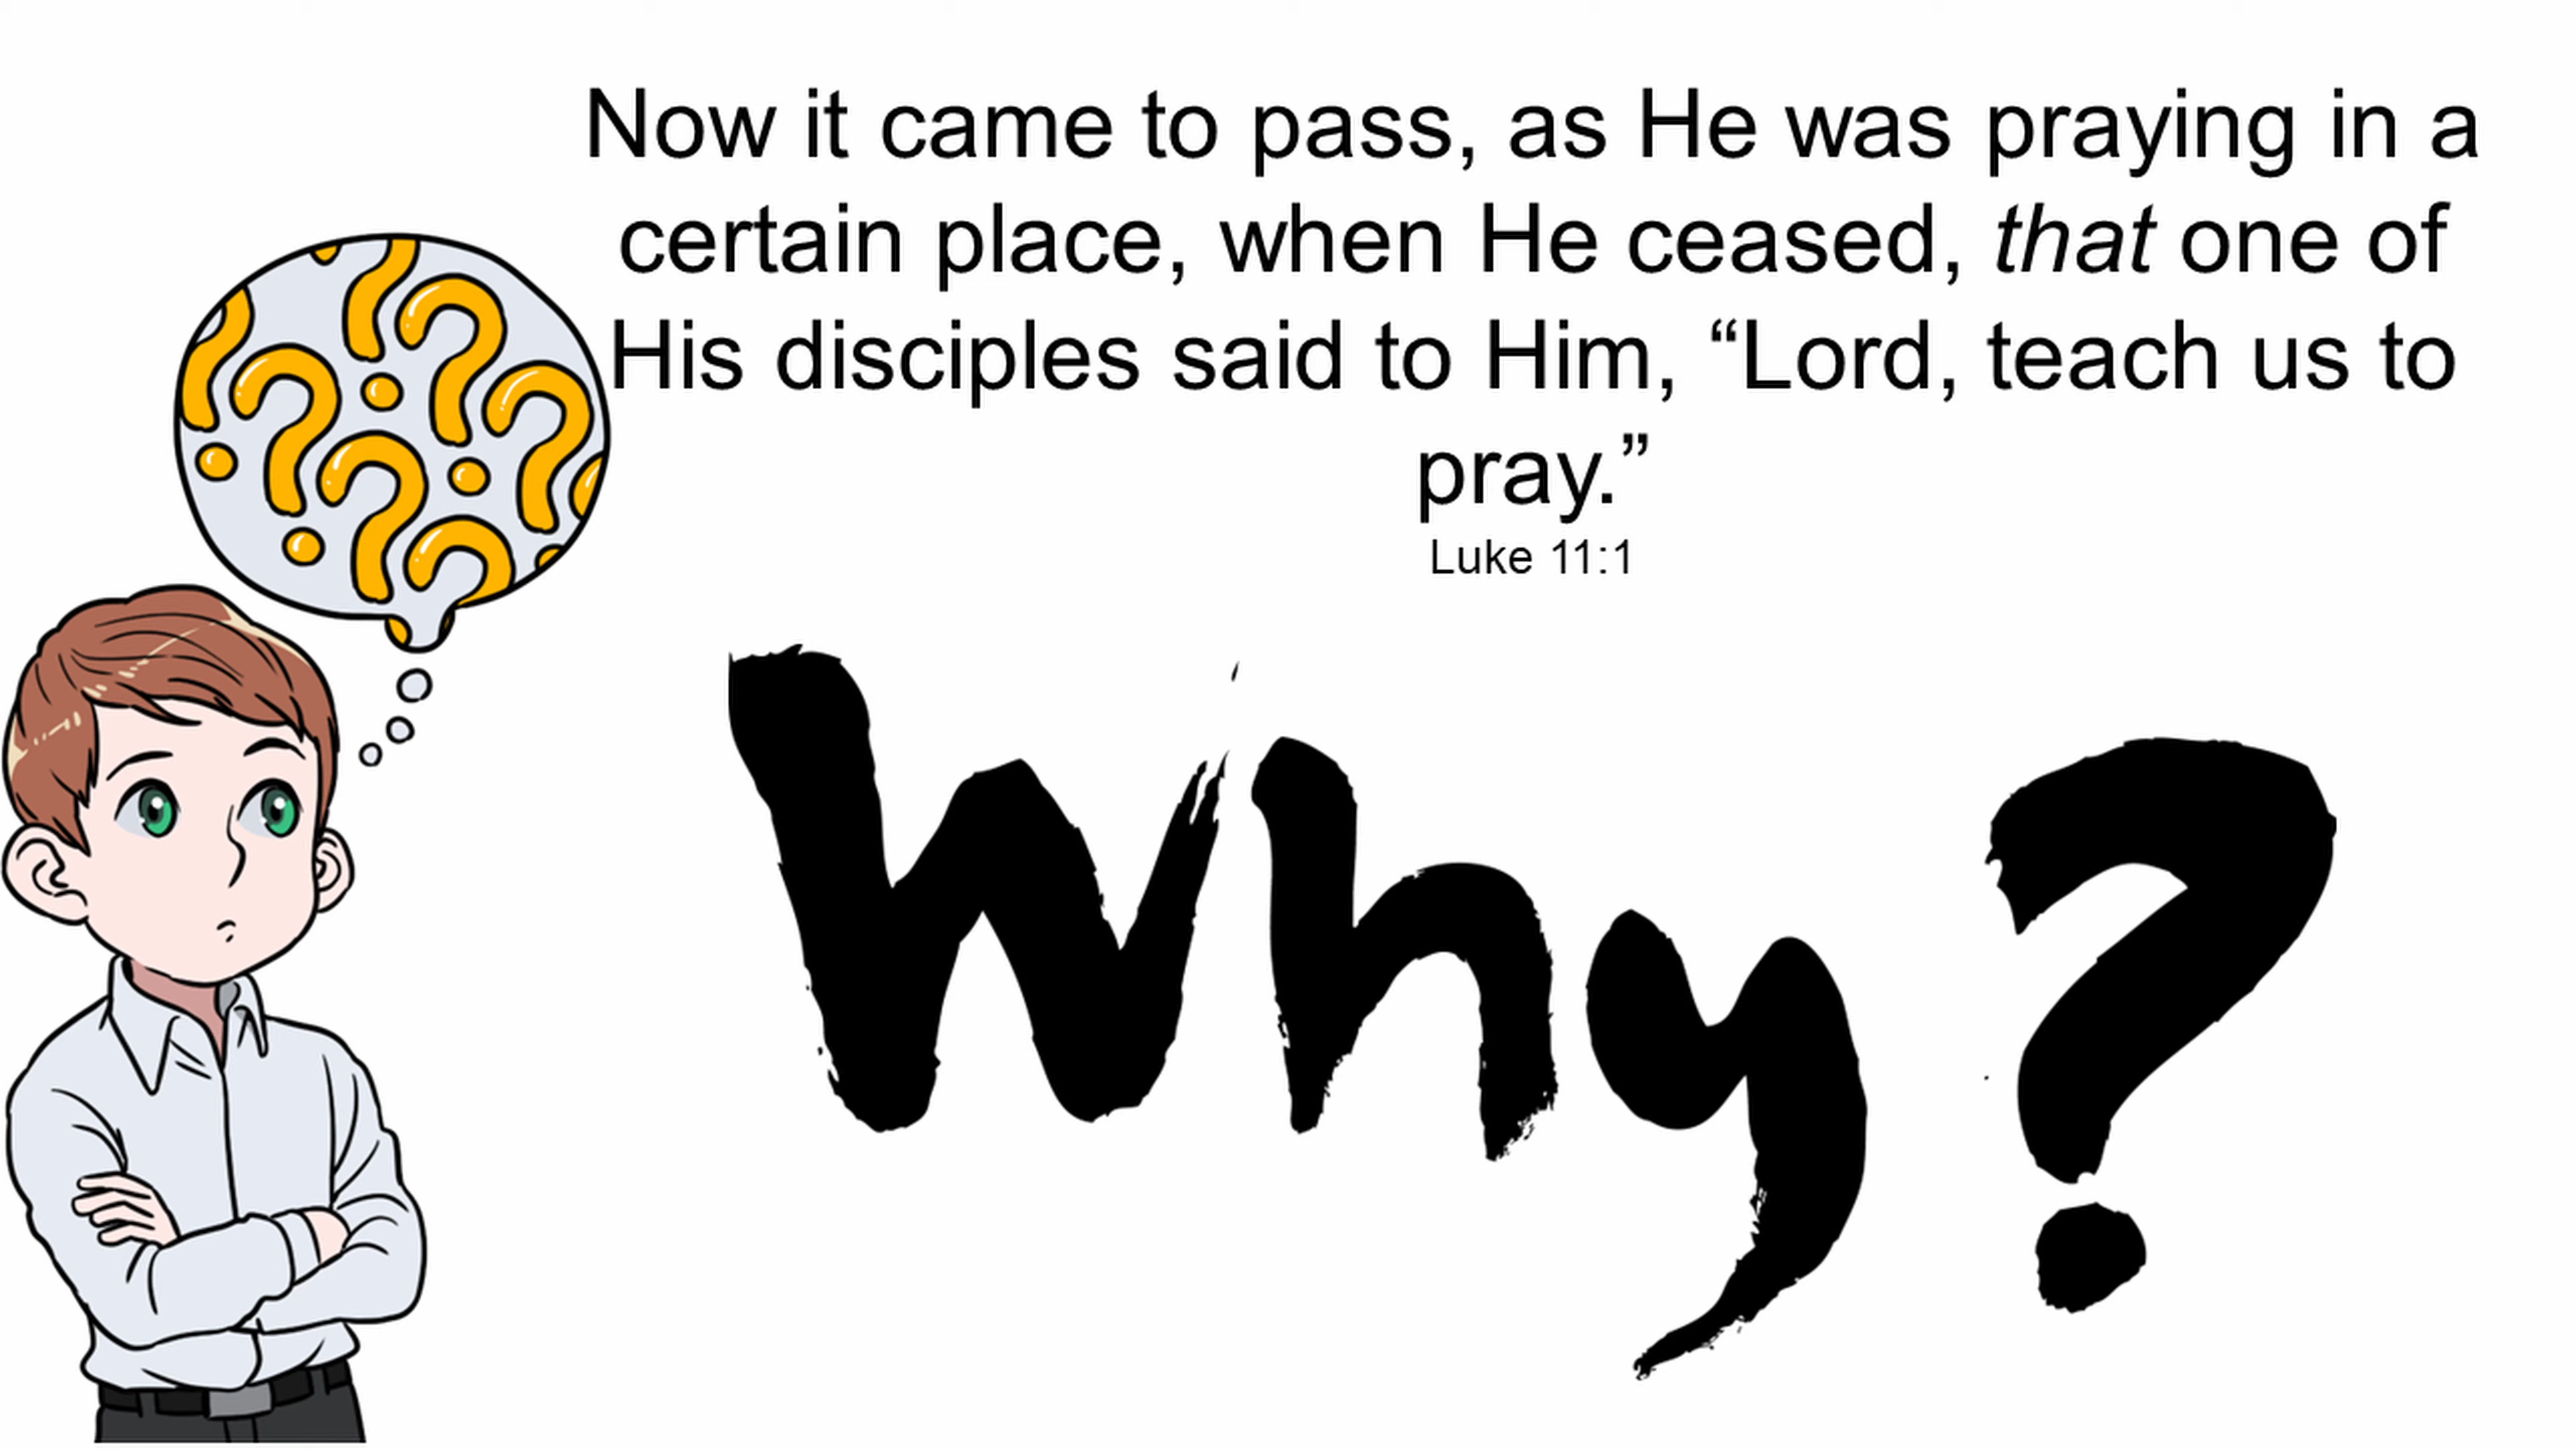 Now it came to pass, as He was praying in a
certain place, when He ceased, that one of
His disciples said to Him, “Lord, teach us to
pray.”
Luke 11:1
Why?